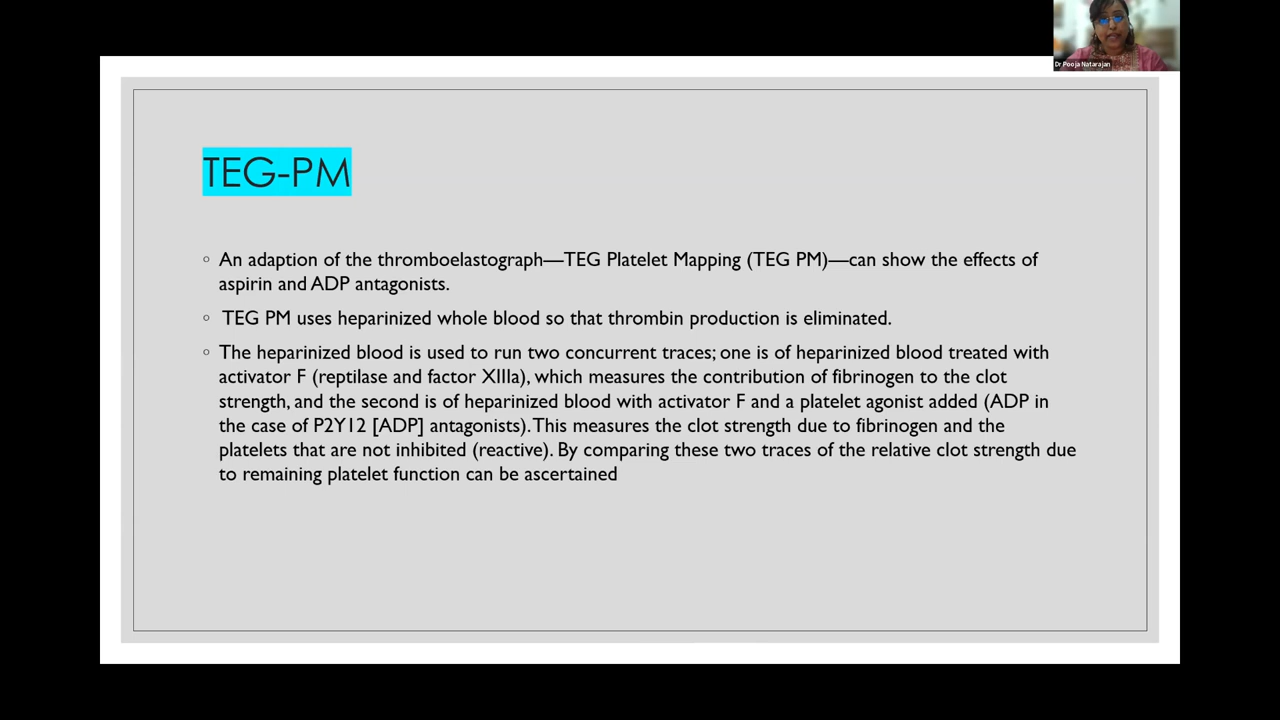 Dr Pooja Natarajan
TEG-PM
◦ An adaption of the thromboelastograph—TEG Platelet Mapping (TEG PM)—can show the effects of
aspirin and ADP antagonists.
◦ TEG PM uses heparinized whole blood so that thrombin production is eliminated.
◦ The heparinized blood is used to run two concurrent traces; one is of heparinized blood treated with
activator F (reptilase and factor XIIIa), which measures the contribution of fibrinogen to the clot
strength, and the second is of heparinized blood with activator F and a platelet agonist added (ADP in
the case of P2Y12 [ADP] antagonists). This measures the clot strength due to fibrinogen and the
platelets that are not inhibited (reactive). By comparing these two traces of the relative clot strength due
to remaining platelet function can be ascertained